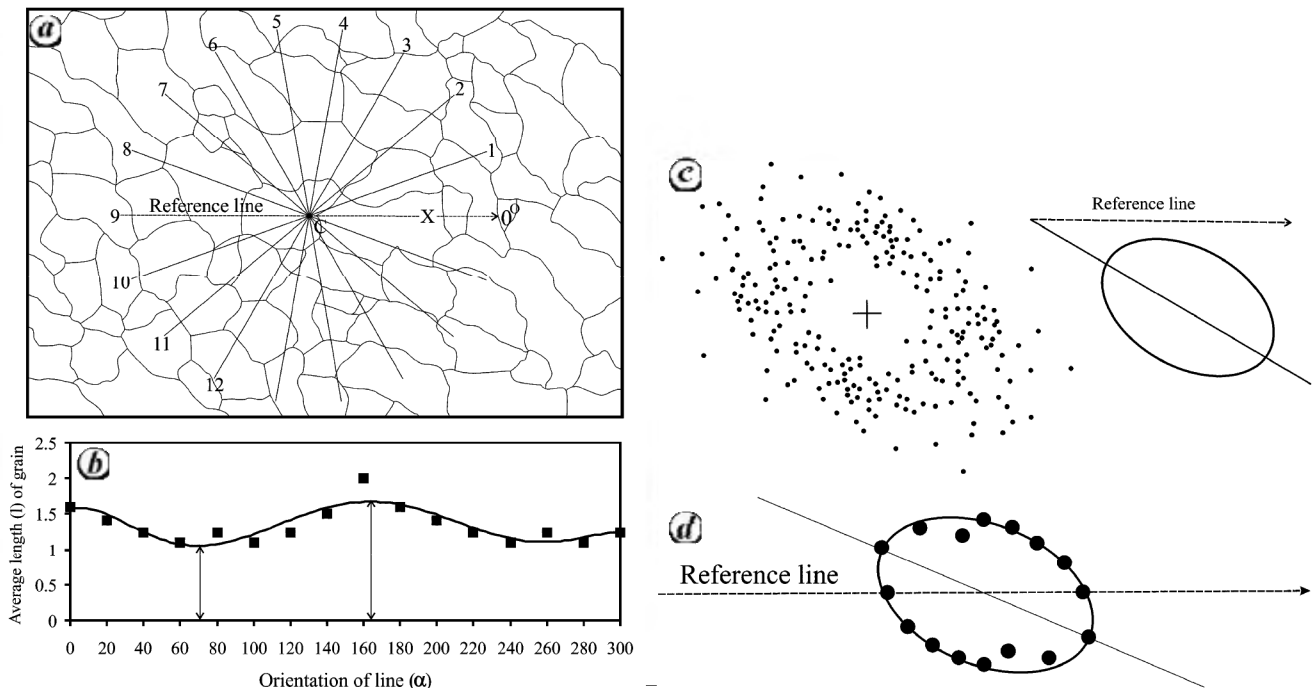 a
5
4
6
3
7
2
8
1
Reference line
9
X
0°
C
10
11
12
b
Average length (l) of grain
2.5
2
1.5
1
0.5
0
0 20 40 60 80 100 120 140 160 180 200 220 240 260 280 300
Orientation of line (α)
c
Reference line
d
Reference line